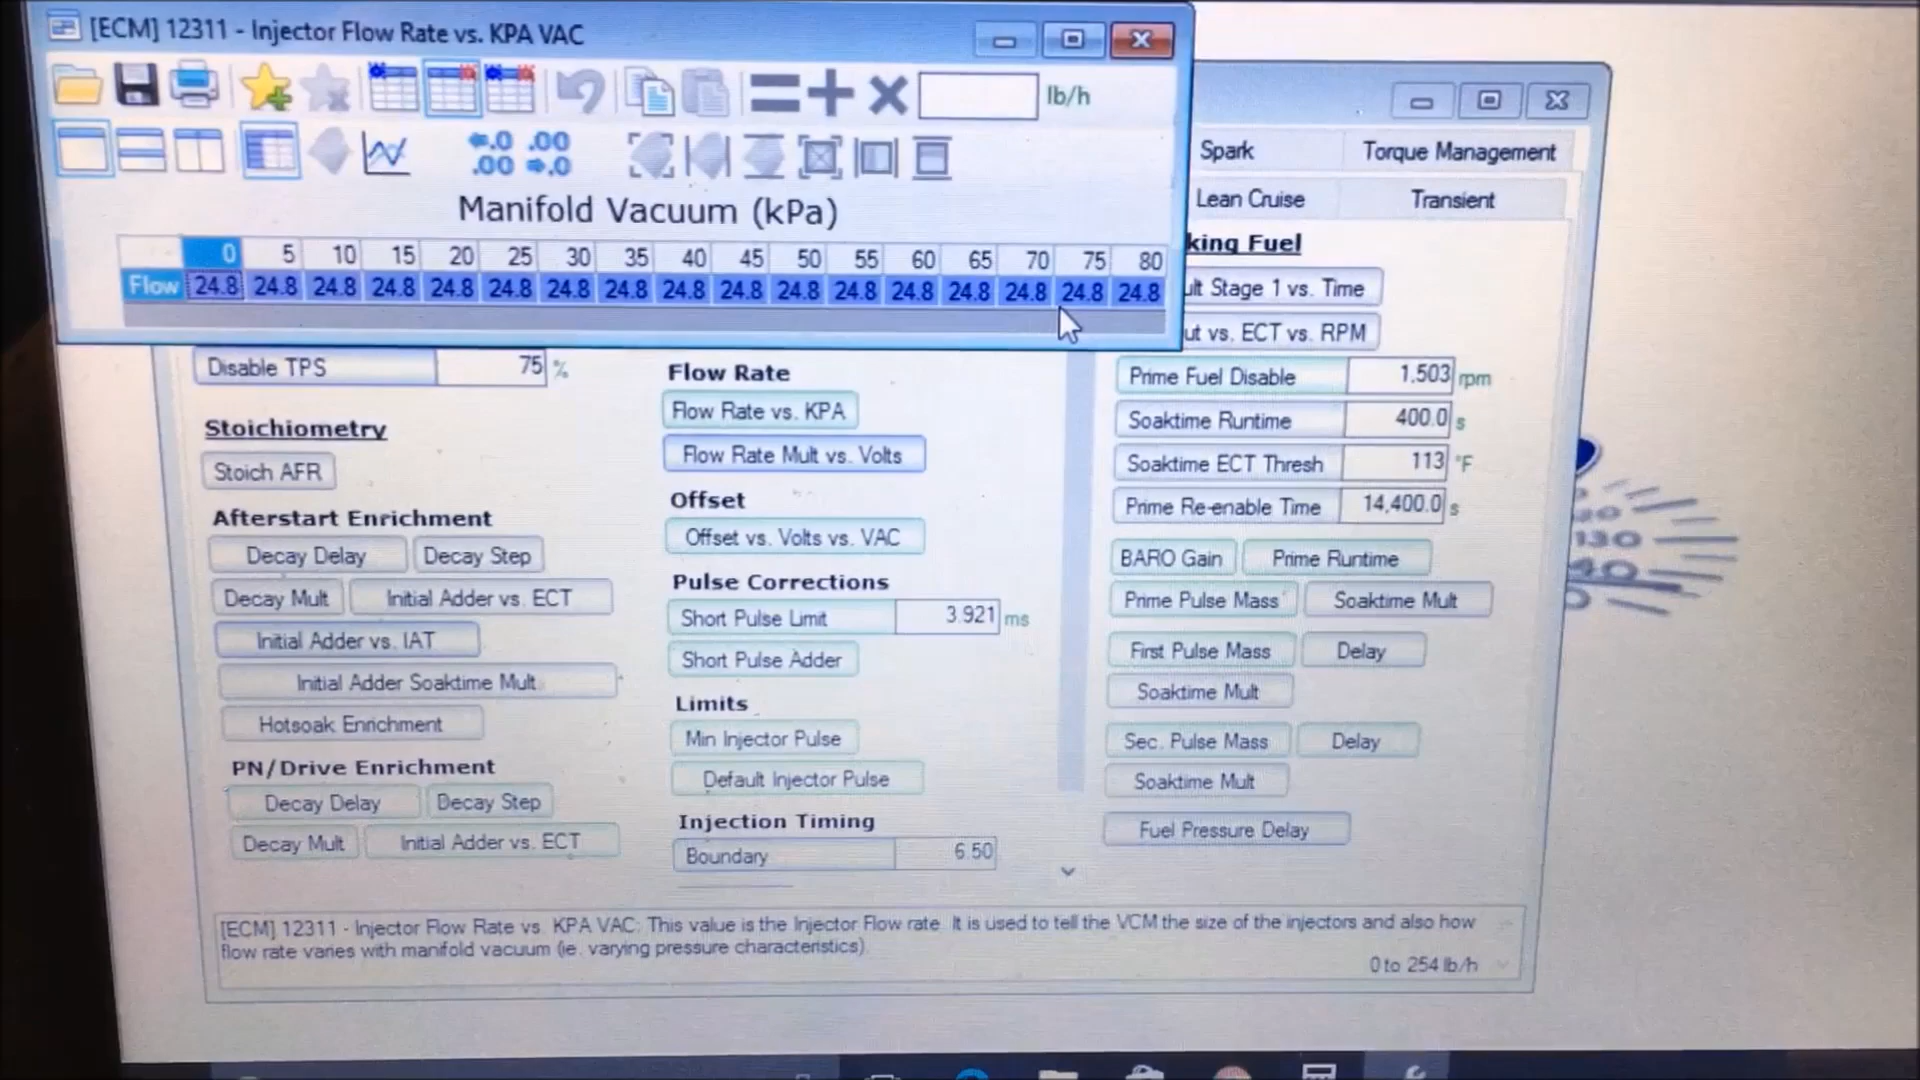 [ECM] 12311 - Injector Flow Rate vs. KPA VAC
lb/h
.0 .00
.00 .0
Manifold Vacuum (kPa)
0 5 10 15 20 25 30 35 40 45 50 55 60 65 70 75 80
Flow 24.8 24.8 24.8 24.8 24.8 24.8 24.8 24.8 24.8 24.8 24.8 24.8 24.8 24.8 24.8 24.8 24.8
Spark Torque Management
Lean Cruise Transient
Disable TPS 75 %
Stoichiometry
Stoich AFR
Afterstart Enrichment
Decay Delay Decay Step
Decay Mult Initial Adder vs. ECT
Initial Adder vs. IAT
Initial Adder Soaktime Mult
Hotsoak Enrichment
PN/Drive Enrichment
Decay Delay Decay Step
Decay Mult Initial Adder vs. ECT
Flow Rate
Flow Rate vs. KPA
Flow Rate Mult vs. Volts
Offset
Offset vs. Volts vs. VAC
Pulse Corrections
Short Pulse Limit 3.921 ms
Short Pulse Adder
Limits
Min Injector Pulse
Default Injector Pulse
Injection Timing
Boundary 6.50
king Fuel
ult Stage 1 vs. Time
ut vs. ECT vs. RPM
Prime Fuel Disable 1,503 rpm
Soaktime Runtime 400.0 s
Soaktime ECT Thresh 113 °F
Prime Re-enable Time 14,400.0 s
BARO Gain Prime Runtime
Prime Pulse Mass Soaktime Mult
First Pulse Mass Delay
Soaktime Mult
Sec. Pulse Mass Delay
Soaktime Mult
Fuel Pressure Delay
130
[ECM] 12311 - Injector Flow Rate vs. KPA VAC: This value is the Injector Flow rate. It is used to tell the VCM the size of the injectors and also how
flow rate varies with manifold vacuum (ie. varying pressure characteristics).
0 to 254 lb/h